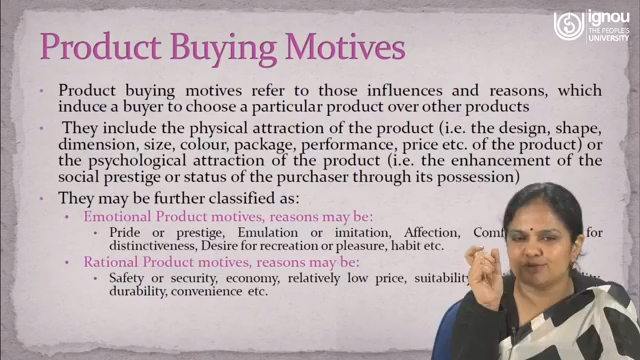 ignou
THE PEOPLE'S
UNIVERSITY
Product Buying Motives
• Product buying motives refer to those influences and reasons, which
induce a buyer to choose a particular product over other products
• They include the physical attraction of the product (i.e. the design, shape,
dimension, size, colour, package, performance, price etc. of the product) or
the psychological attraction of the product (i.e. the enhancement of the
social prestige or status of the purchaser through its possession)
• They may be further classified as:
• Emotional Product motives, reasons may be:
• Pride or prestige, Emulation or imitation, Affection, for
distinctiveness, Desire for recreation or pleasure, habit etc.
• Rational Product motives, reasons may be:
• Safety or security, economy, relatively low price, suitability,
durability, convenience etc.